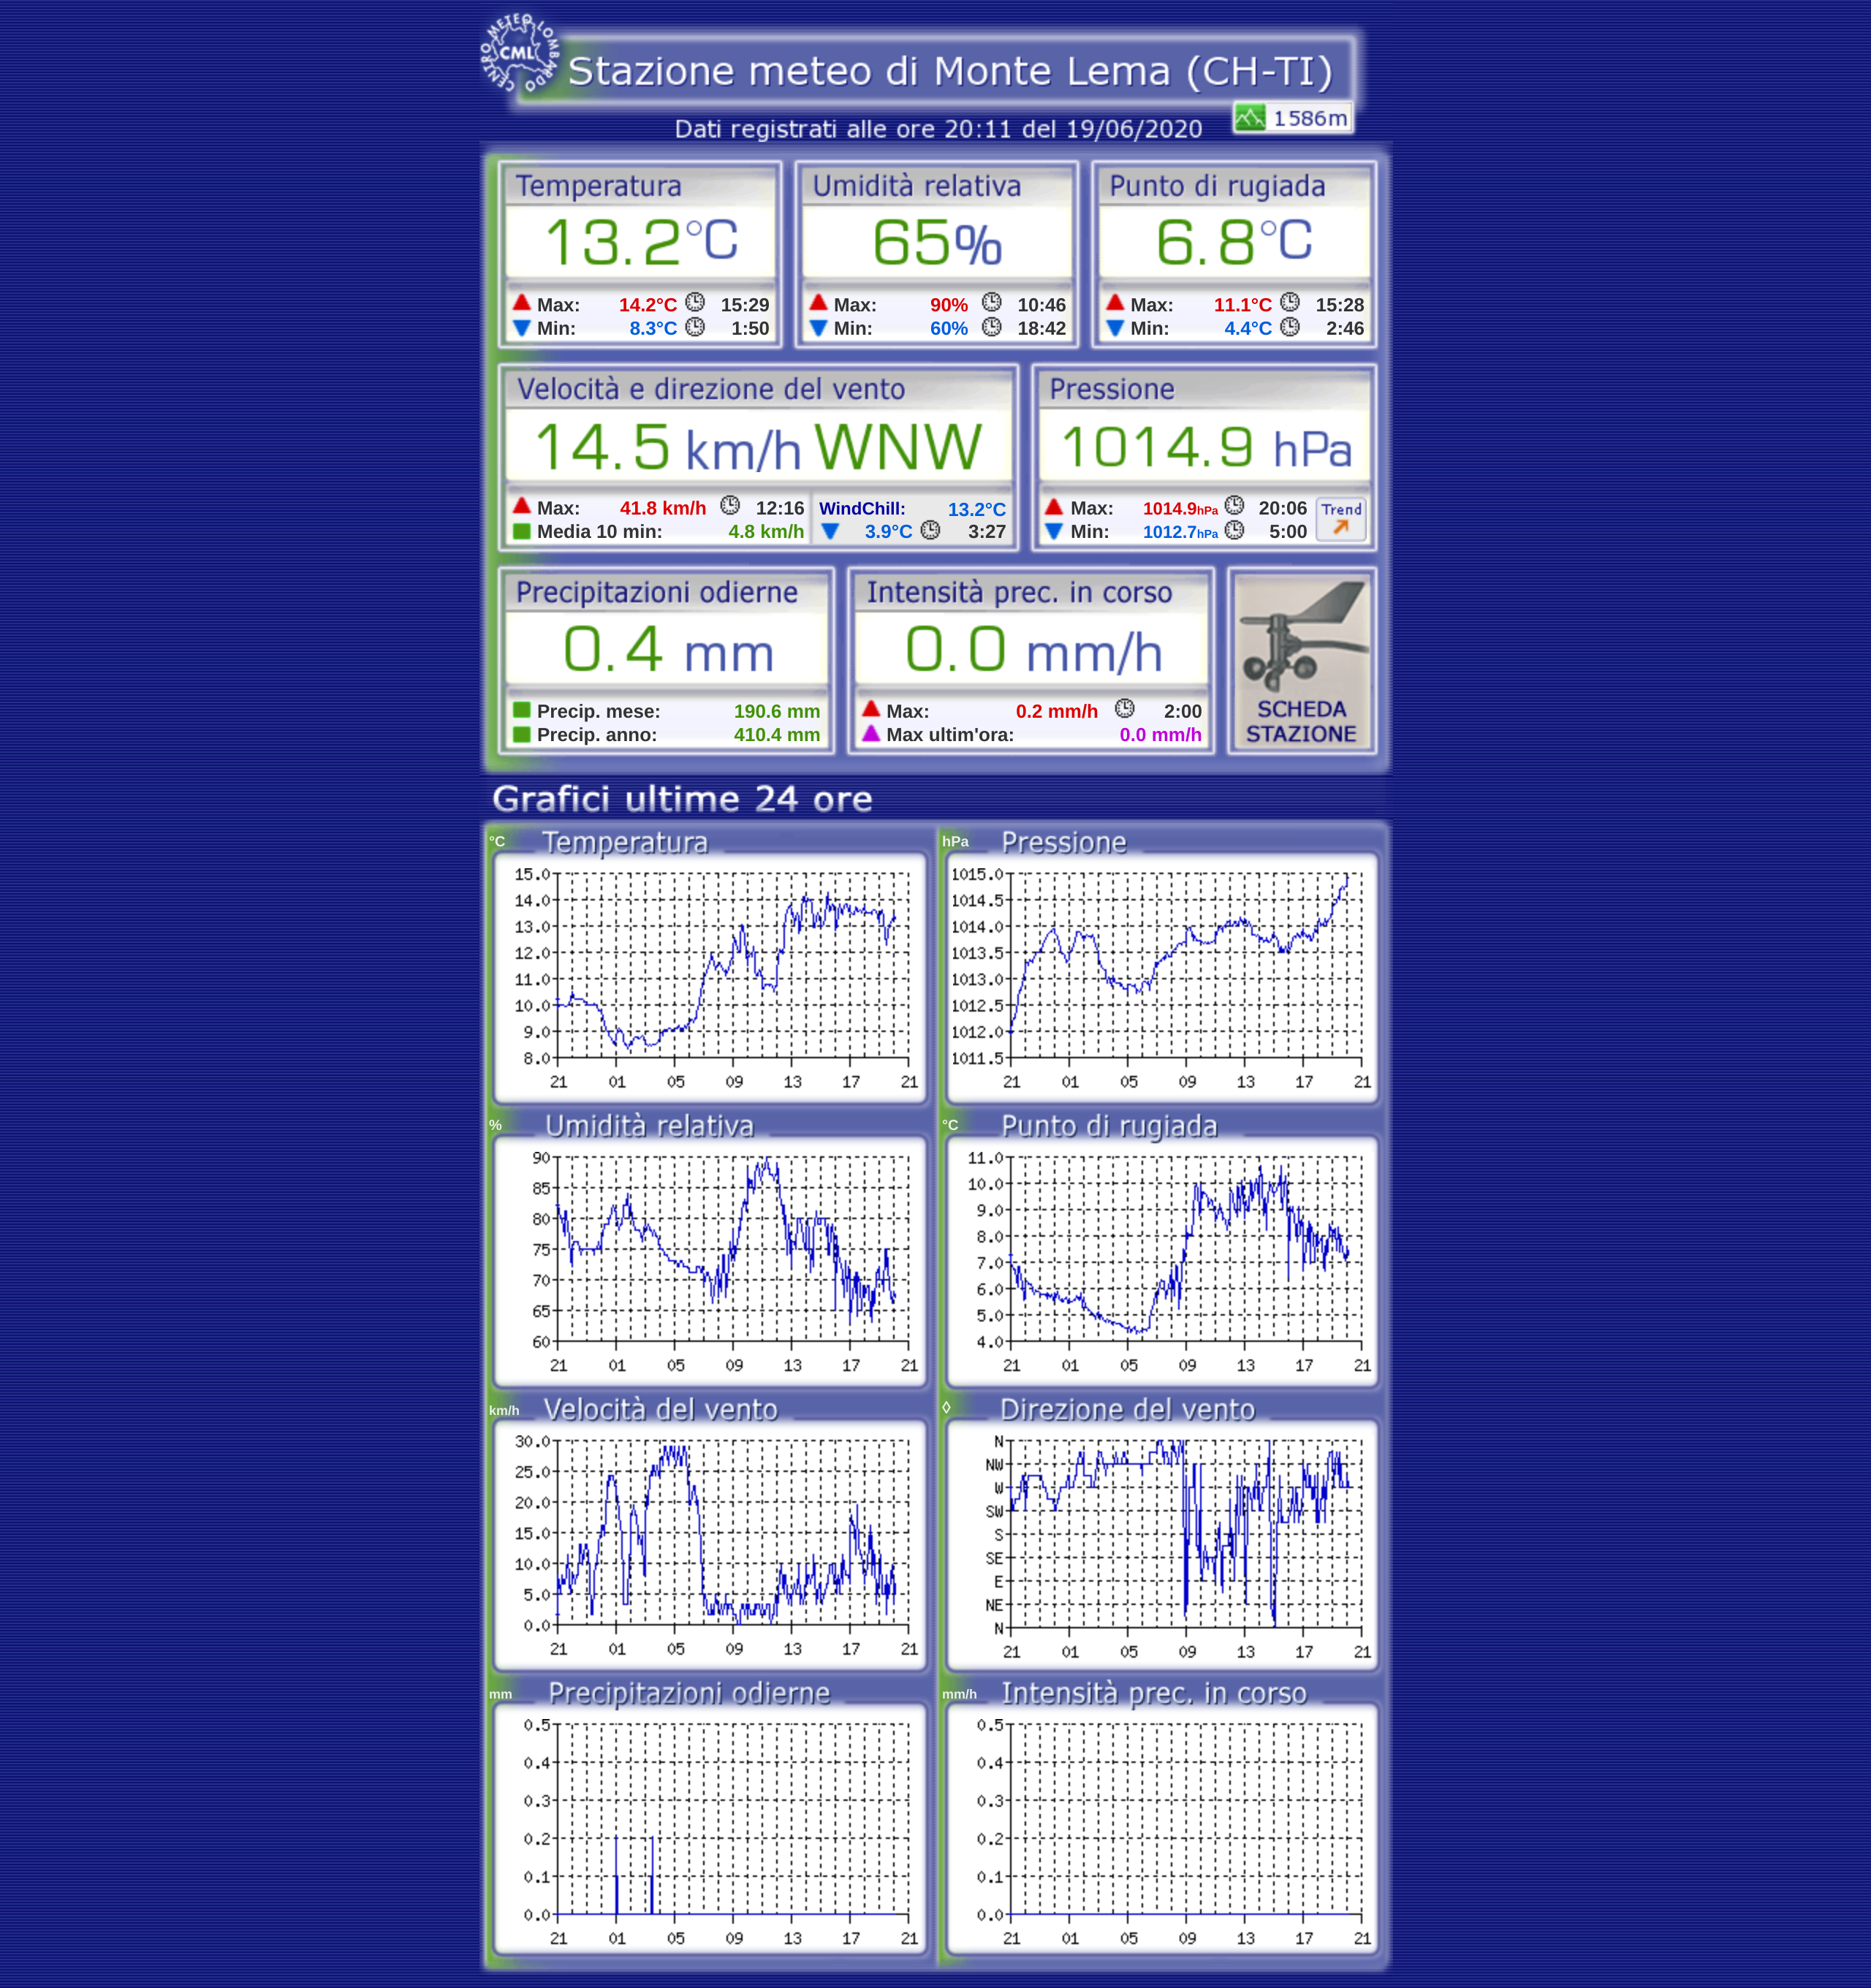 CENTRO METEO LOMBARDO
CML
Stazione meteo di Monte Lema (CH-TI)
1586m
Dati registrati alle ore 20:11 del 19/06/2020
Temperatura
13.2°C
Max: 14.2°C 15:29
Min: 8.3°C 1:50
Umidità relativa
65%
Max: 90% 10:46
Min: 60% 18:42
Punto di rugiada
6.8°C
Max: 11.1°C 15:28
Min: 4.4°C 2:46
Velocità e direzione del vento
14.5 km/h WNW
Max: 41.8 km/h 12:16
Media 10 min: 4.8 km/h
WindChill: 13.2°C
3.9°C 3:27
Pressione
1014.9 hPa
Max: 1014.9hPa 20:06
Min: 1012.7hPa 5:00
Trend
Precipitazioni odierne
0.4 mm
Precip. mese: 190.6 mm
Precip. anno: 410.4 mm
Intensità prec. in corso
0.0 mm/h
Max: 0.2 mm/h 2:00
Max ultim'ora: 0.0 mm/h
SCHEDA
STAZIONE
Grafici ultime 24 ore
°C Temperatura
15.0
14.0
13.0
12.0
11.0
10.0
9.0
8.0
21 01 05 09 13 17 21
hPa Pressione
1015.0
1014.5
1014.0
1013.5
1013.0
1012.5
1012.0
1011.5
21 01 05 09 13 17 21
% Umidità relativa
90
85
80
75
70
65
60
21 01 05 09 13 17 21
°C Punto di rugiada
11.0
10.0
9.0
8.0
7.0
6.0
5.0
4.0
21 01 05 09 13 17 21
km/h Velocità del vento
30.0
25.0
20.0
15.0
10.0
5.0
0.0
21 01 05 09 13 17 21
◊ Direzione del vento
N
NW
W
SW
S
SE
E
NE
N
21 01 05 09 13 17 21
mm Precipitazioni odierne
0.5
0.4
0.3
0.2
0.1
0.0
21 01 05 09 13 17 21
mm/h Intensità prec. in corso
0.5
0.4
0.3
0.2
0.1
0.0
21 01 05 09 13 17 21